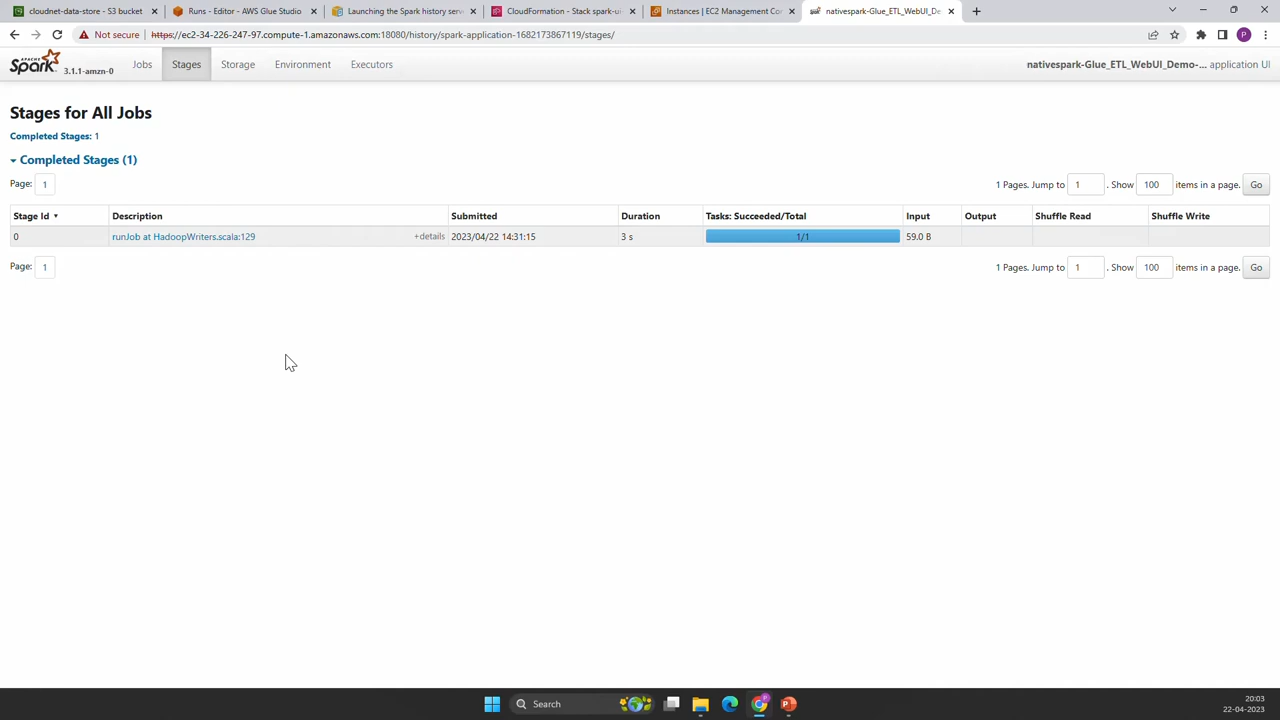 cloudnet-data-store - S3 bucket
Runs - Editor - AWS Glue Studio
Launching the Spark history serv
CloudFormation - Stack spark-ui-
Instances | EC2 Management Con
nativespark-Glue_ETL_WebUI_De
Not secure
https://ec2-34-226-247-97.compute-1.amazonaws.com:18080/history/spark-application-1682173867119/stages/
P
APACHE Spark 3.1.1-amzn-0 Jobs Stages Storage Environment Executors nativespark-Glue_ETL_WebUI_Demo-... application UI
Stages for All Jobs
Completed Stages: 1
Completed Stages (1)
Page: 1 1 Pages. Jump to 1 . Show 100 items in a page. Go
Stage Id Description Submitted Duration Tasks: Succeeded/Total Input Output Shuffle Read Shuffle Write
0 runJob at HadoopWriters.scala:129 +details 2023/04/22 14:31:15 3 s 1/1 59.0 B
Page: 1 1 Pages. Jump to 1 . Show 100 items in a page. Go
Search
20:03
22-04-2023